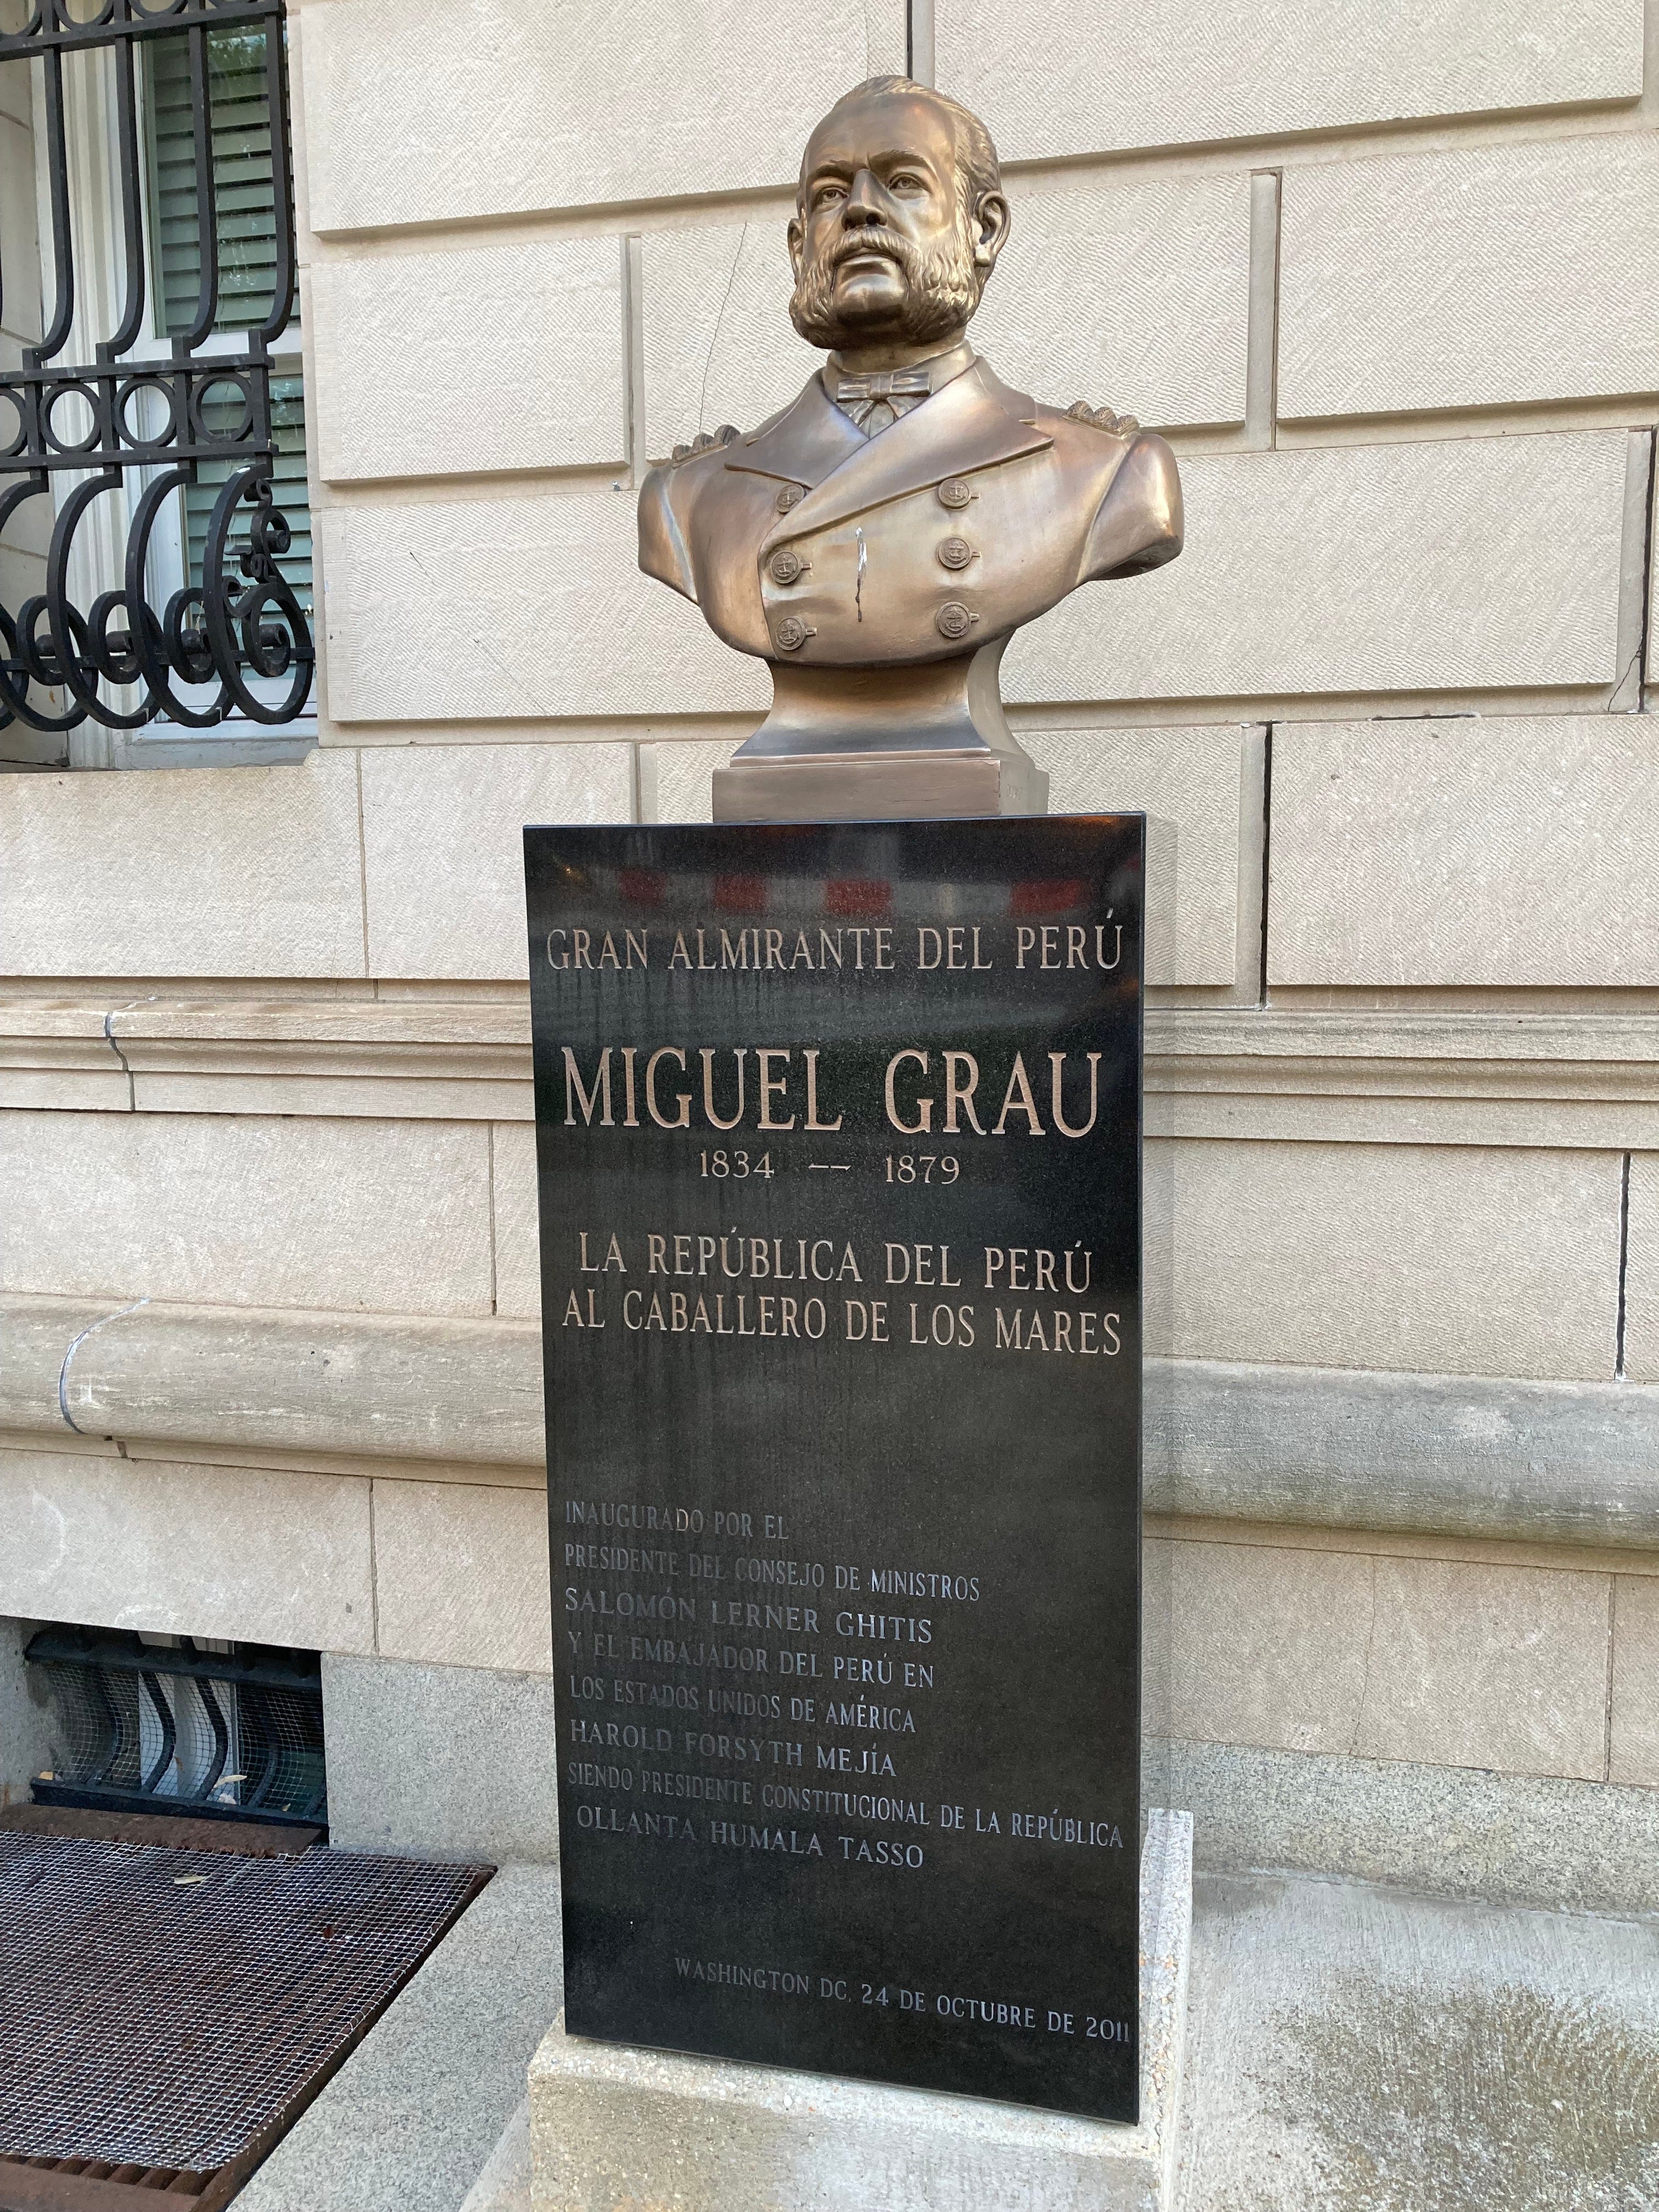 GRAN ALMIRANTE DEL PERÚ
MIGUEL GRAU
1834 -- 1879
LA REPÚBLICA DEL PERÚ
AL CABALLERO DE LOS MARES
INAUGURADO POR EL
PRESIDENTE DEL CONSEJO DE MINISTROS
SALOMÓN LERNER GHITIS
Y EL EMBAJADOR DEL PERÚ EN
LOS ESTADOS UNIDOS DE AMÉRICA
HAROLD FORSYTH MEJÍA
SIENDO PRESIDENTE CONSTITUCIONAL DE LA REPÚBLICA
OLLANTA HUMALA TASSO
WASHINGTON DC, 24 DE OCTUBRE DE 2011